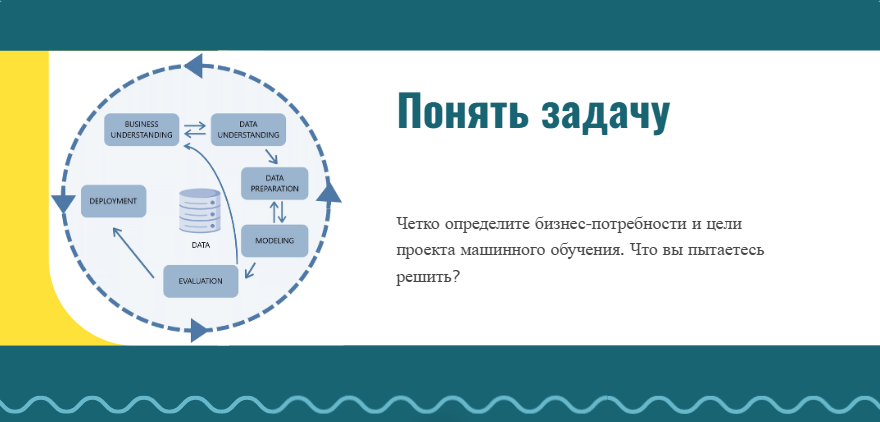 Понять задачу
BUSINESS
UNDERSTANDING
DATA
UNDERSTANDING
DATA
PREPARATION
MODELING
EVALUATION
DEPLOYMENT
DATA
Четко определите бизнес-потребности и цели
проекта машинного обучения. Что вы пытаетесь
решить?